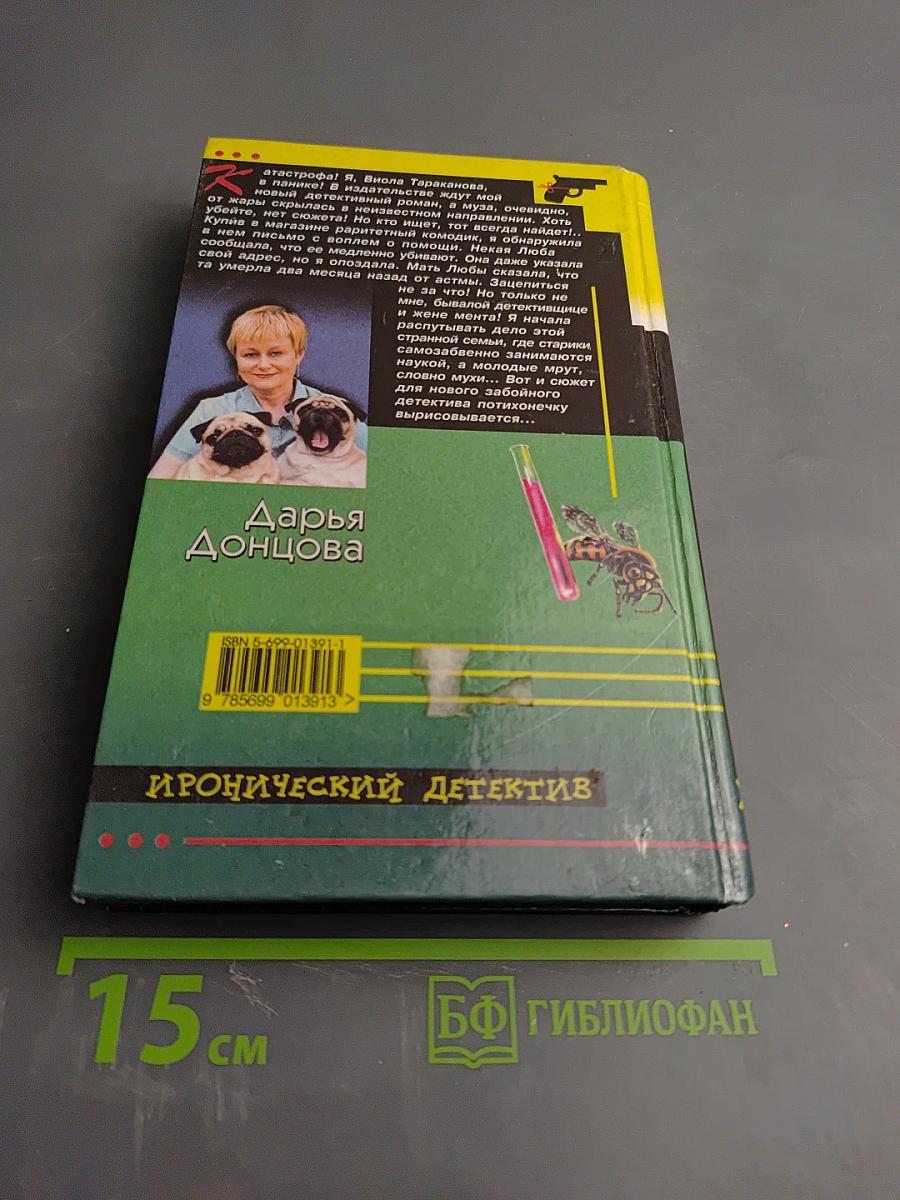 Катастрофа! Я, Виола Тараканова,
в панике! В издательстве ждут мой
новый детективный роман, а муза, очевидно,
от жары скрылась в неизвестном направлении. Хоть
убейте, нет сюжета! Но кто ищет, тот всегда найдет!..
Купив в магазине раритетный комодик, я обнаружила
в нем письмо с воплем о помощи. Некая Люба
сообщала, что ее медленно убивают. Она даже указала
свой адрес, но я опоздала. Мать Любы сказала, что
та умерла два месяца назад от астмы. Зацепиться
не за что! Но только не
мне, бывалой детективщице
и жене мента! Я начала
распутывать дело этой
странной семьи, где старики
самозабвенно занимаются
наукой, а молодые мрут,
словно мухи... Вот и сюжет
для нового забойного
детектива потихонечку
вырисовывается...
Дарья
Донцова
ISBN 5-699-01391-1
9 785699 013913 >
ИРОНИЧЕСКИЙ ДЕТЕКТИВ
15 см
БФ ГИБЛИОФАН